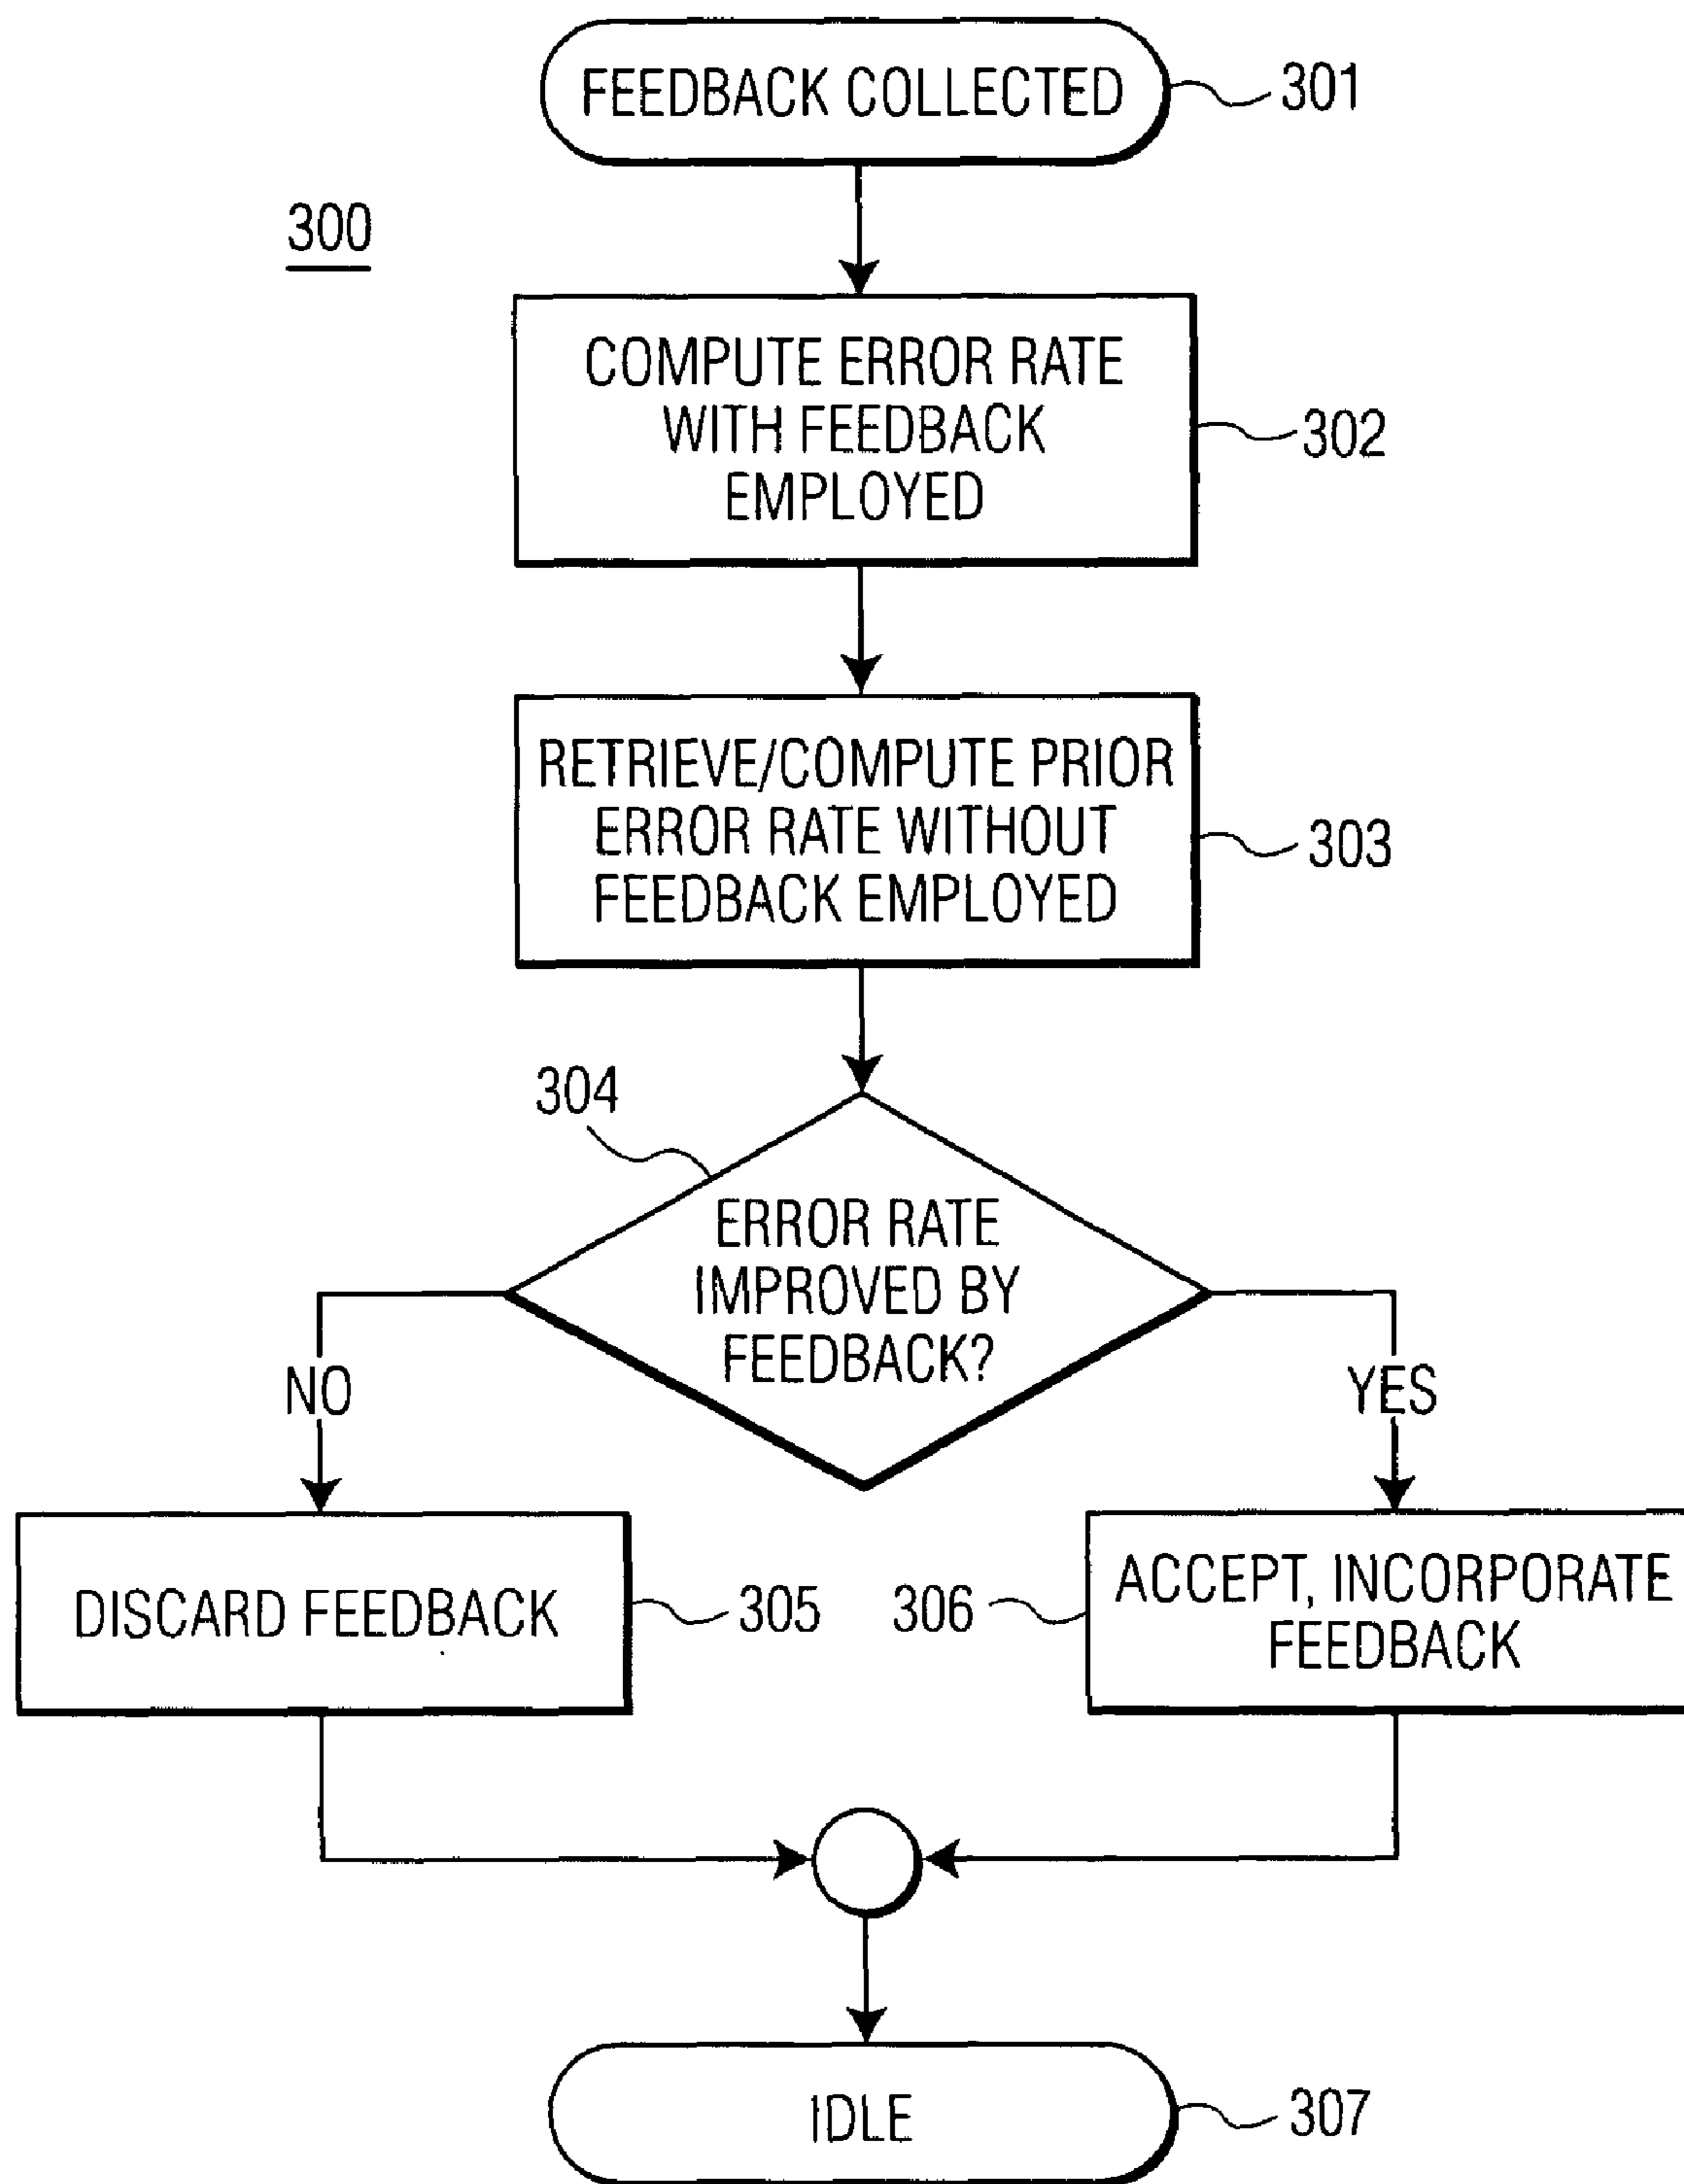 FEEDBACK COLLECTED
301
300
COMPUTE ERROR RATE
WITH FEEDBACK
EMPLOYED
302
RETRIEVE/COMPUTE PRIOR
ERROR RATE WITHOUT
FEEDBACK EMPLOYED
303
304
ERROR RATE
IMPROVED BY
FEEDBACK?
NO
YES
DISCARD FEEDBACK
305
306
ACCEPT, INCORPORATE
FEEDBACK
IDLE
307